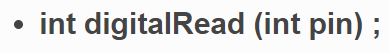 • int digitalRead (int pin) ;